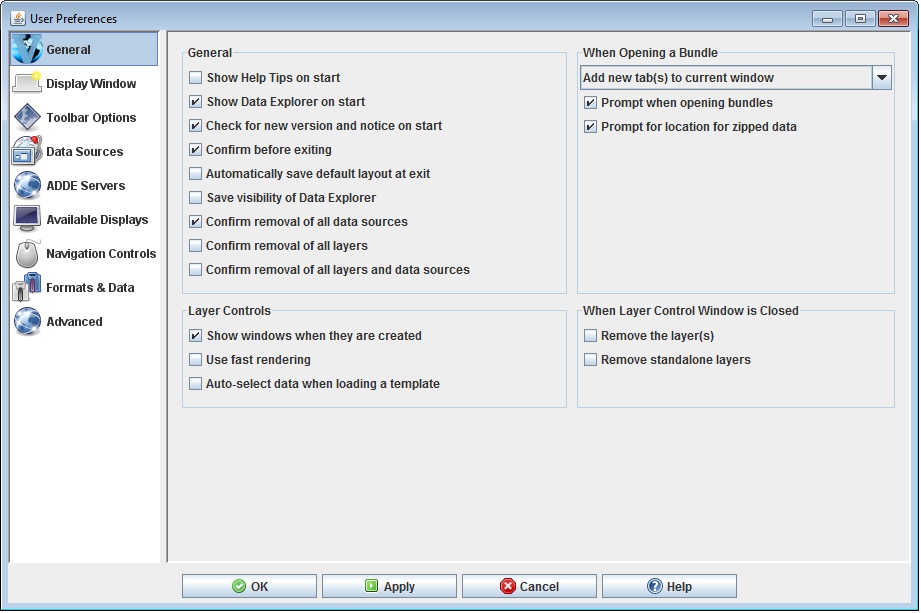 User Preferences
General
Display Window
Toolbar Options
Data Sources
ADDE Servers
Available Displays
Navigation Controls
Formats & Data
Advanced
General
Show Help Tips on start
Show Data Explorer on start
Check for new version and notice on start
Confirm before exiting
Automatically save default layout at exit
Save visibility of Data Explorer
Confirm removal of all data sources
Confirm removal of all layers
Confirm removal of all layers and data sources
When Opening a Bundle
Add new tab(s) to current window
Prompt when opening bundles
Prompt for location for zipped data
Layer Controls
Show windows when they are created
Use fast rendering
Auto-select data when loading a template
When Layer Control Window is Closed
Remove the layer(s)
Remove standalone layers
OK
Apply
Cancel
Help